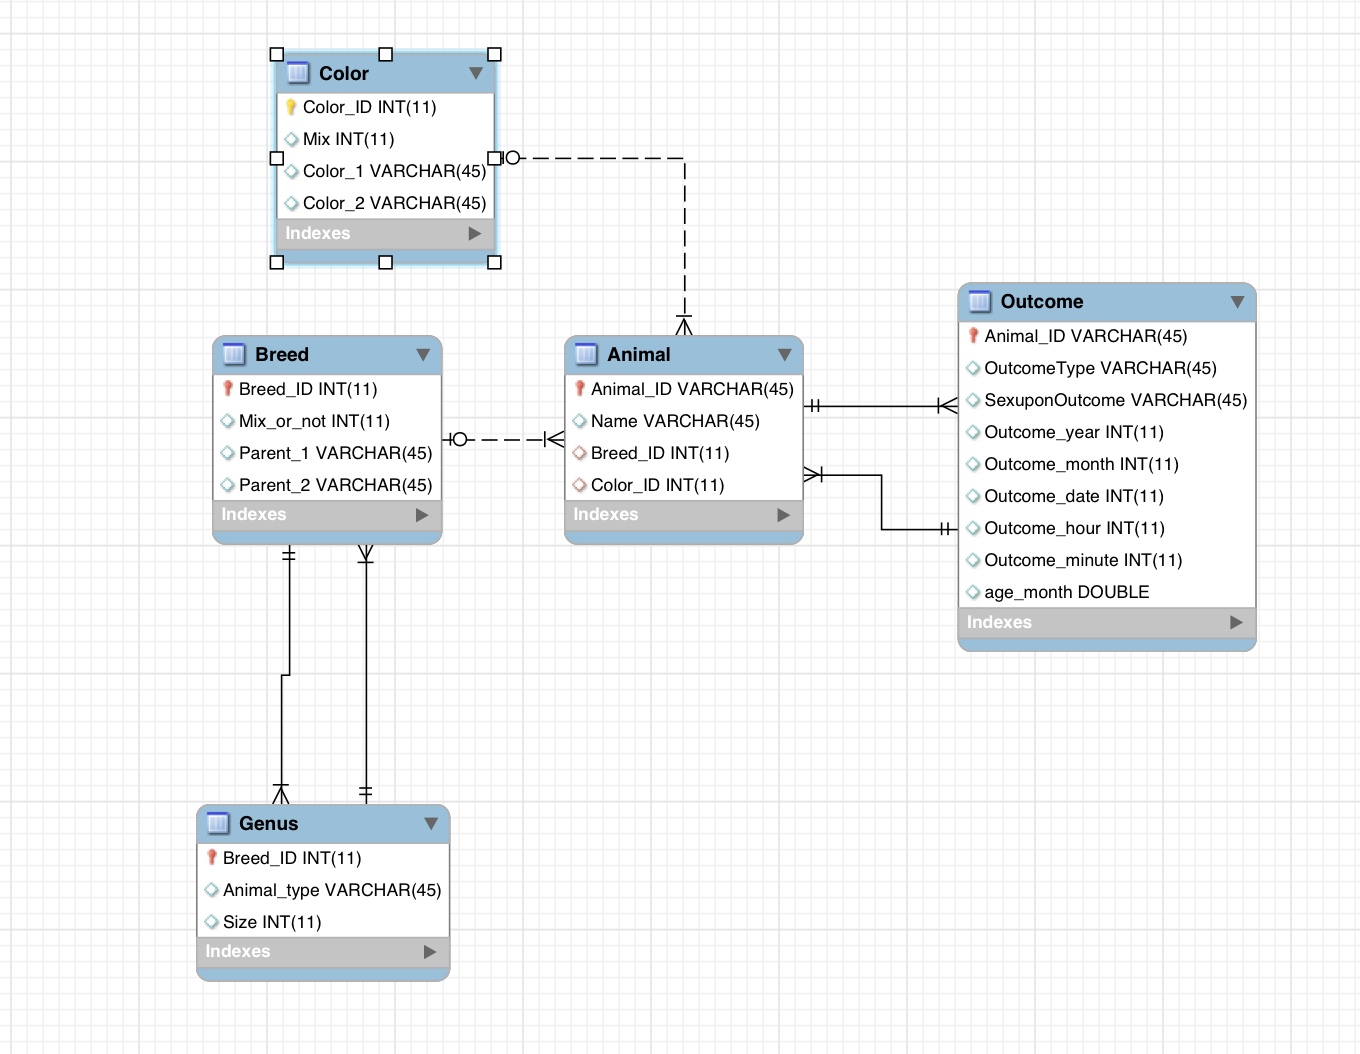 Color
Color_ID INT(11)
Mix INT(11)
Color_1 VARCHAR(45)
Color_2 VARCHAR(45)
Indexes
Breed
Breed_ID INT(11)
Mix_or_not INT(11)
Parent_1 VARCHAR(45)
Parent_2 VARCHAR(45)
Indexes
Animal
Animal_ID VARCHAR(45)
Name VARCHAR(45)
Breed_ID INT(11)
Color_ID INT(11)
Indexes
Outcome
Animal_ID VARCHAR(45)
OutcomeType VARCHAR(45)
SexuponOutcome VARCHAR(45)
Outcome_year INT(11)
Outcome_month INT(11)
Outcome_date INT(11)
Outcome_hour INT(11)
Outcome_minute INT(11)
age_month DOUBLE
Indexes
Genus
Breed_ID INT(11)
Animal_type VARCHAR(45)
Size INT(11)
Indexes